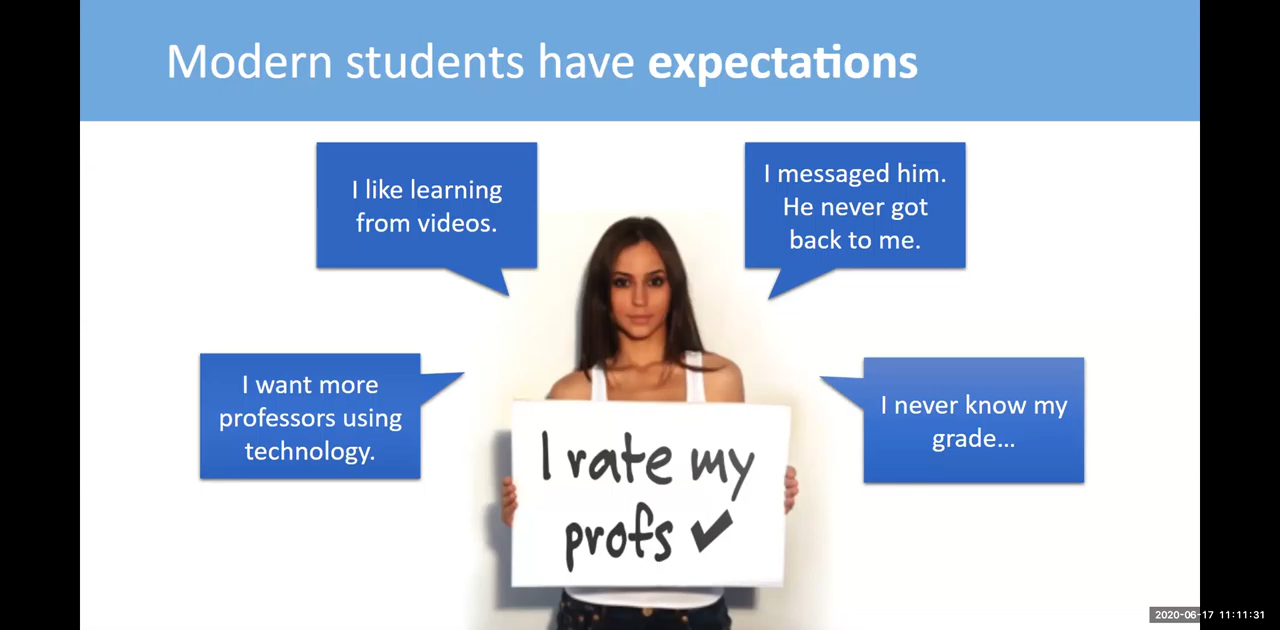 Modern students have expectations
I like learning
from videos.
I messaged him.
He never got
back to me.
I want more
professors using
technology.
I never know my
grade...
I rate my
profs ✓
2020-06-17 11:11:31